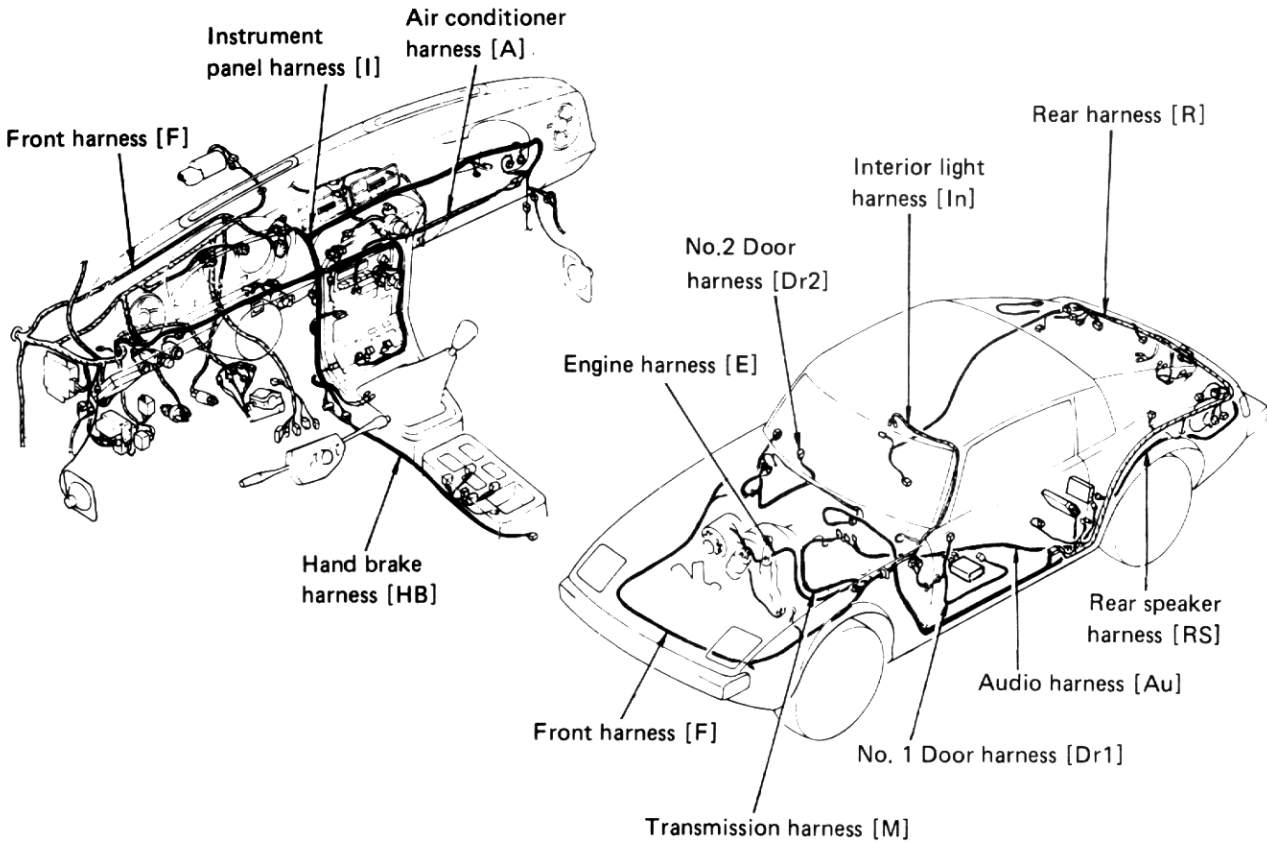 Air conditioner
harness [A]
Instrument
panel harness [I]
Front harness [F]
Rear harness [R]
Interior light
harness [In]
No.2 Door
harness [Dr2]
Engine harness [E]
Hand brake
harness [HB]
Rear speaker
harness [RS]
Audio harness [Au]
Front harness [F]
No. 1 Door harness [Dr1]
Transmission harness [M]